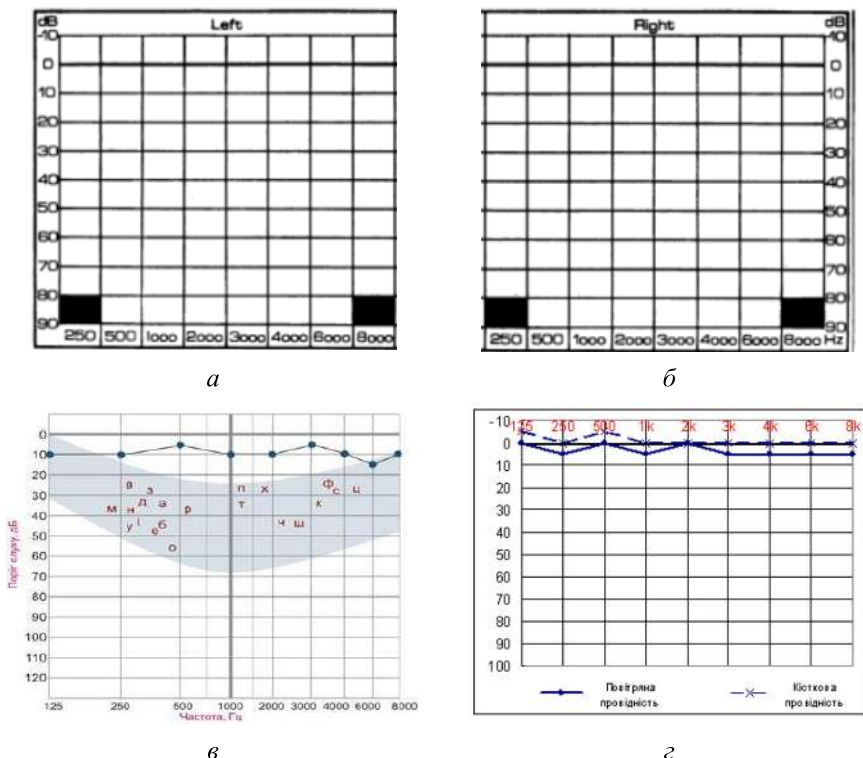 dB
Left
-10
0
10
20
30
40
50
60
70
80
90
250 500 1000 2000 3000 4000 6000 8000
а
Right
dB
-10
0
10
20
30
40
50
60
70
80
90
250 500 1000 2000 3000 4000 6000 8000 Hz
б
Поріг слуху, дБ
0
10
20
30
40
50
60
70
80
90
100
110
120
в з п х ф с ц
м н д а р т к
у і е б ч ш
о
125 250 500 1000 2000 3000 4000 6000 8000
Частота, Гц
в
-10
125 250 500 1k 2k 3k 4k 6k 8k
0
10
20
30
40
50
60
70
80
90
100
Повітряна провідність
Кісткова провідність
г